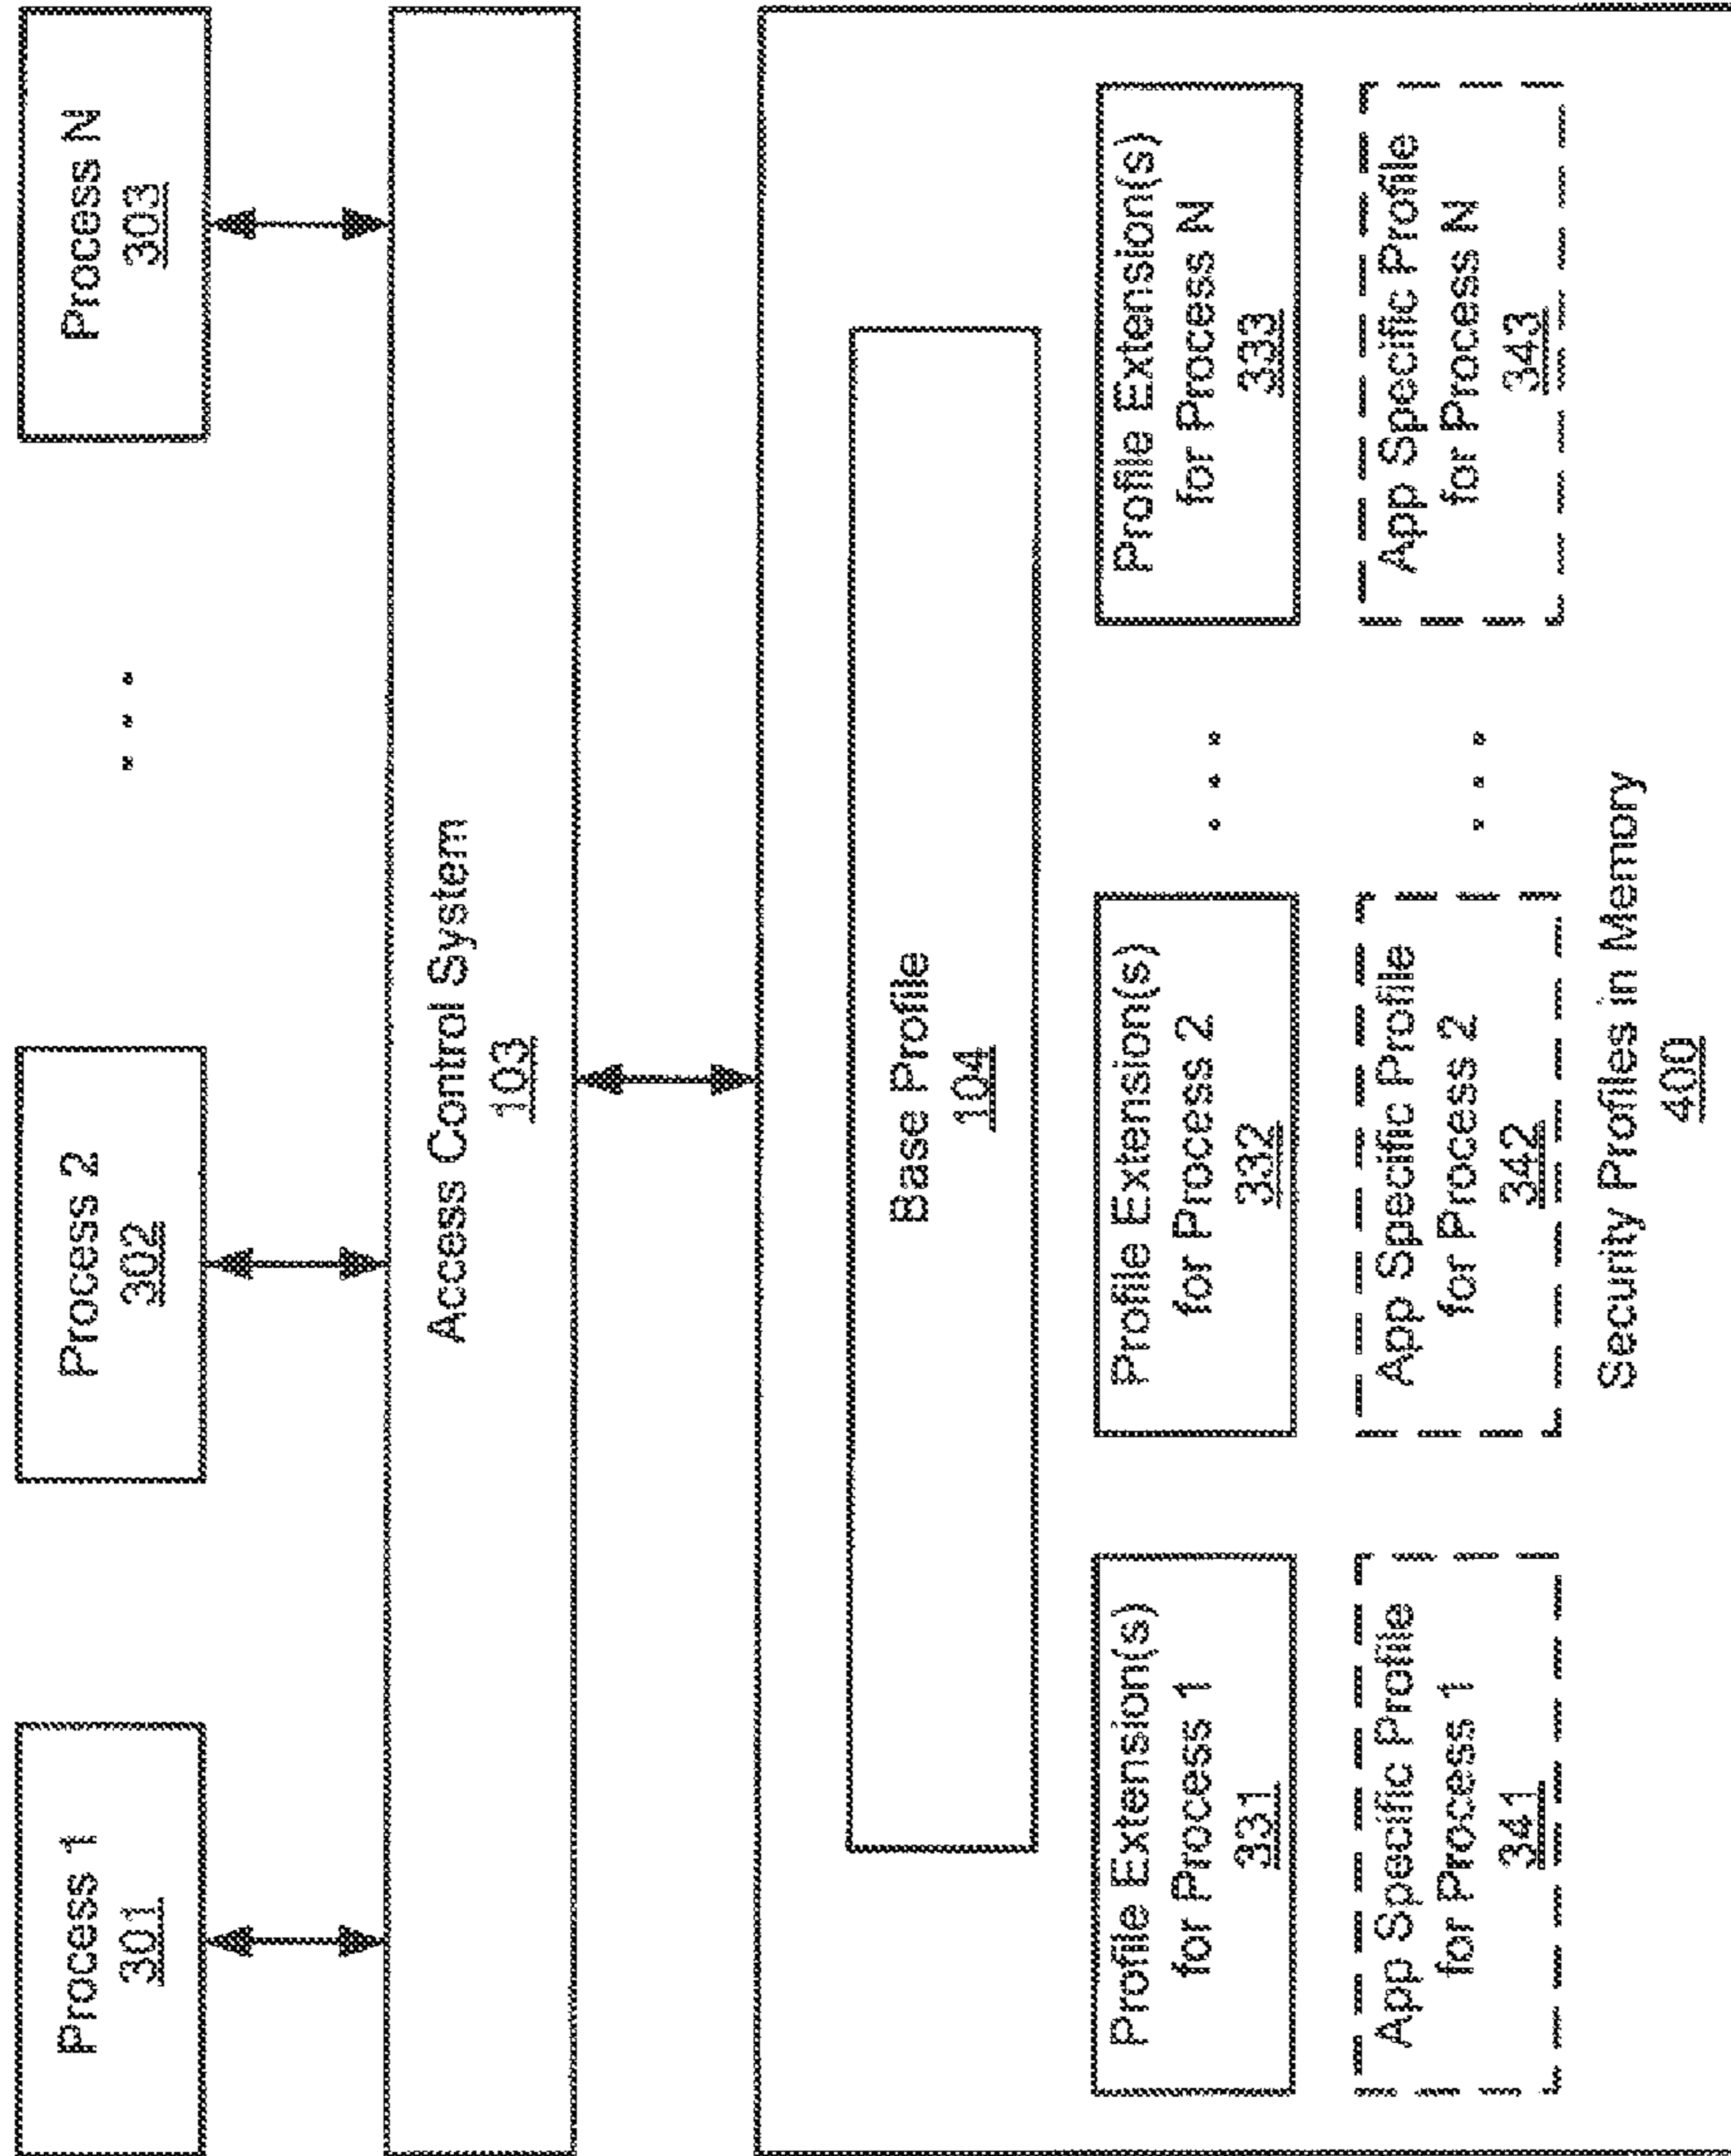 Process 1
301
Process 2
302
. . .
Process N
303
Access Control System
103
Base Profile
104
Profile Extension(s)
for Process 1
331
Profile Extension(s)
for Process 2
332
. . .
Profile Extension(s)
for Process N
333
App Specific Profile
for Process 1
341
App Specific Profile
for Process 2
342
. . .
App Specific Profile
for Process N
343
Security Profiles in Memory
400